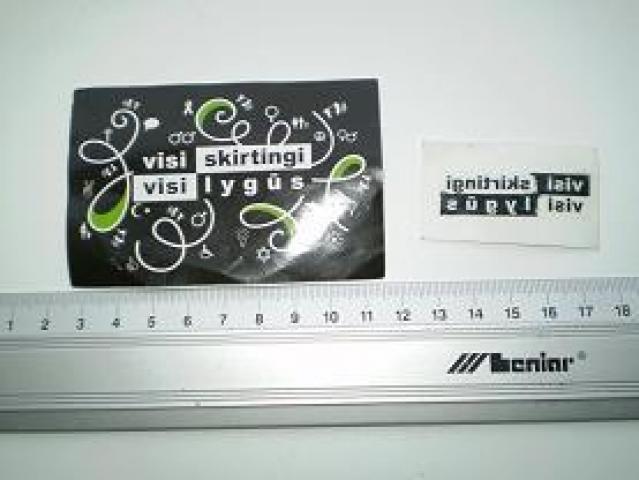 visi skirtingi
visi lygūs
visi skirtingi
visi lygūs
1 2 3 4 5 6 7 8 9 10 11 12 13 14 15 16 17 18
Leniar®